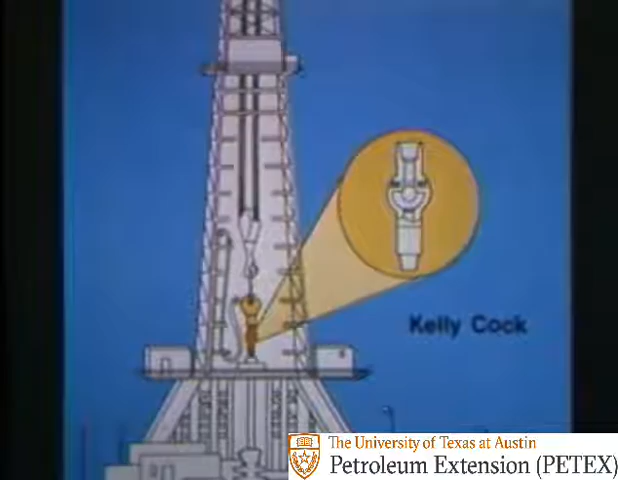 Kelly Cock
The University of Texas at Austin
Petroleum Extension (PETEX)